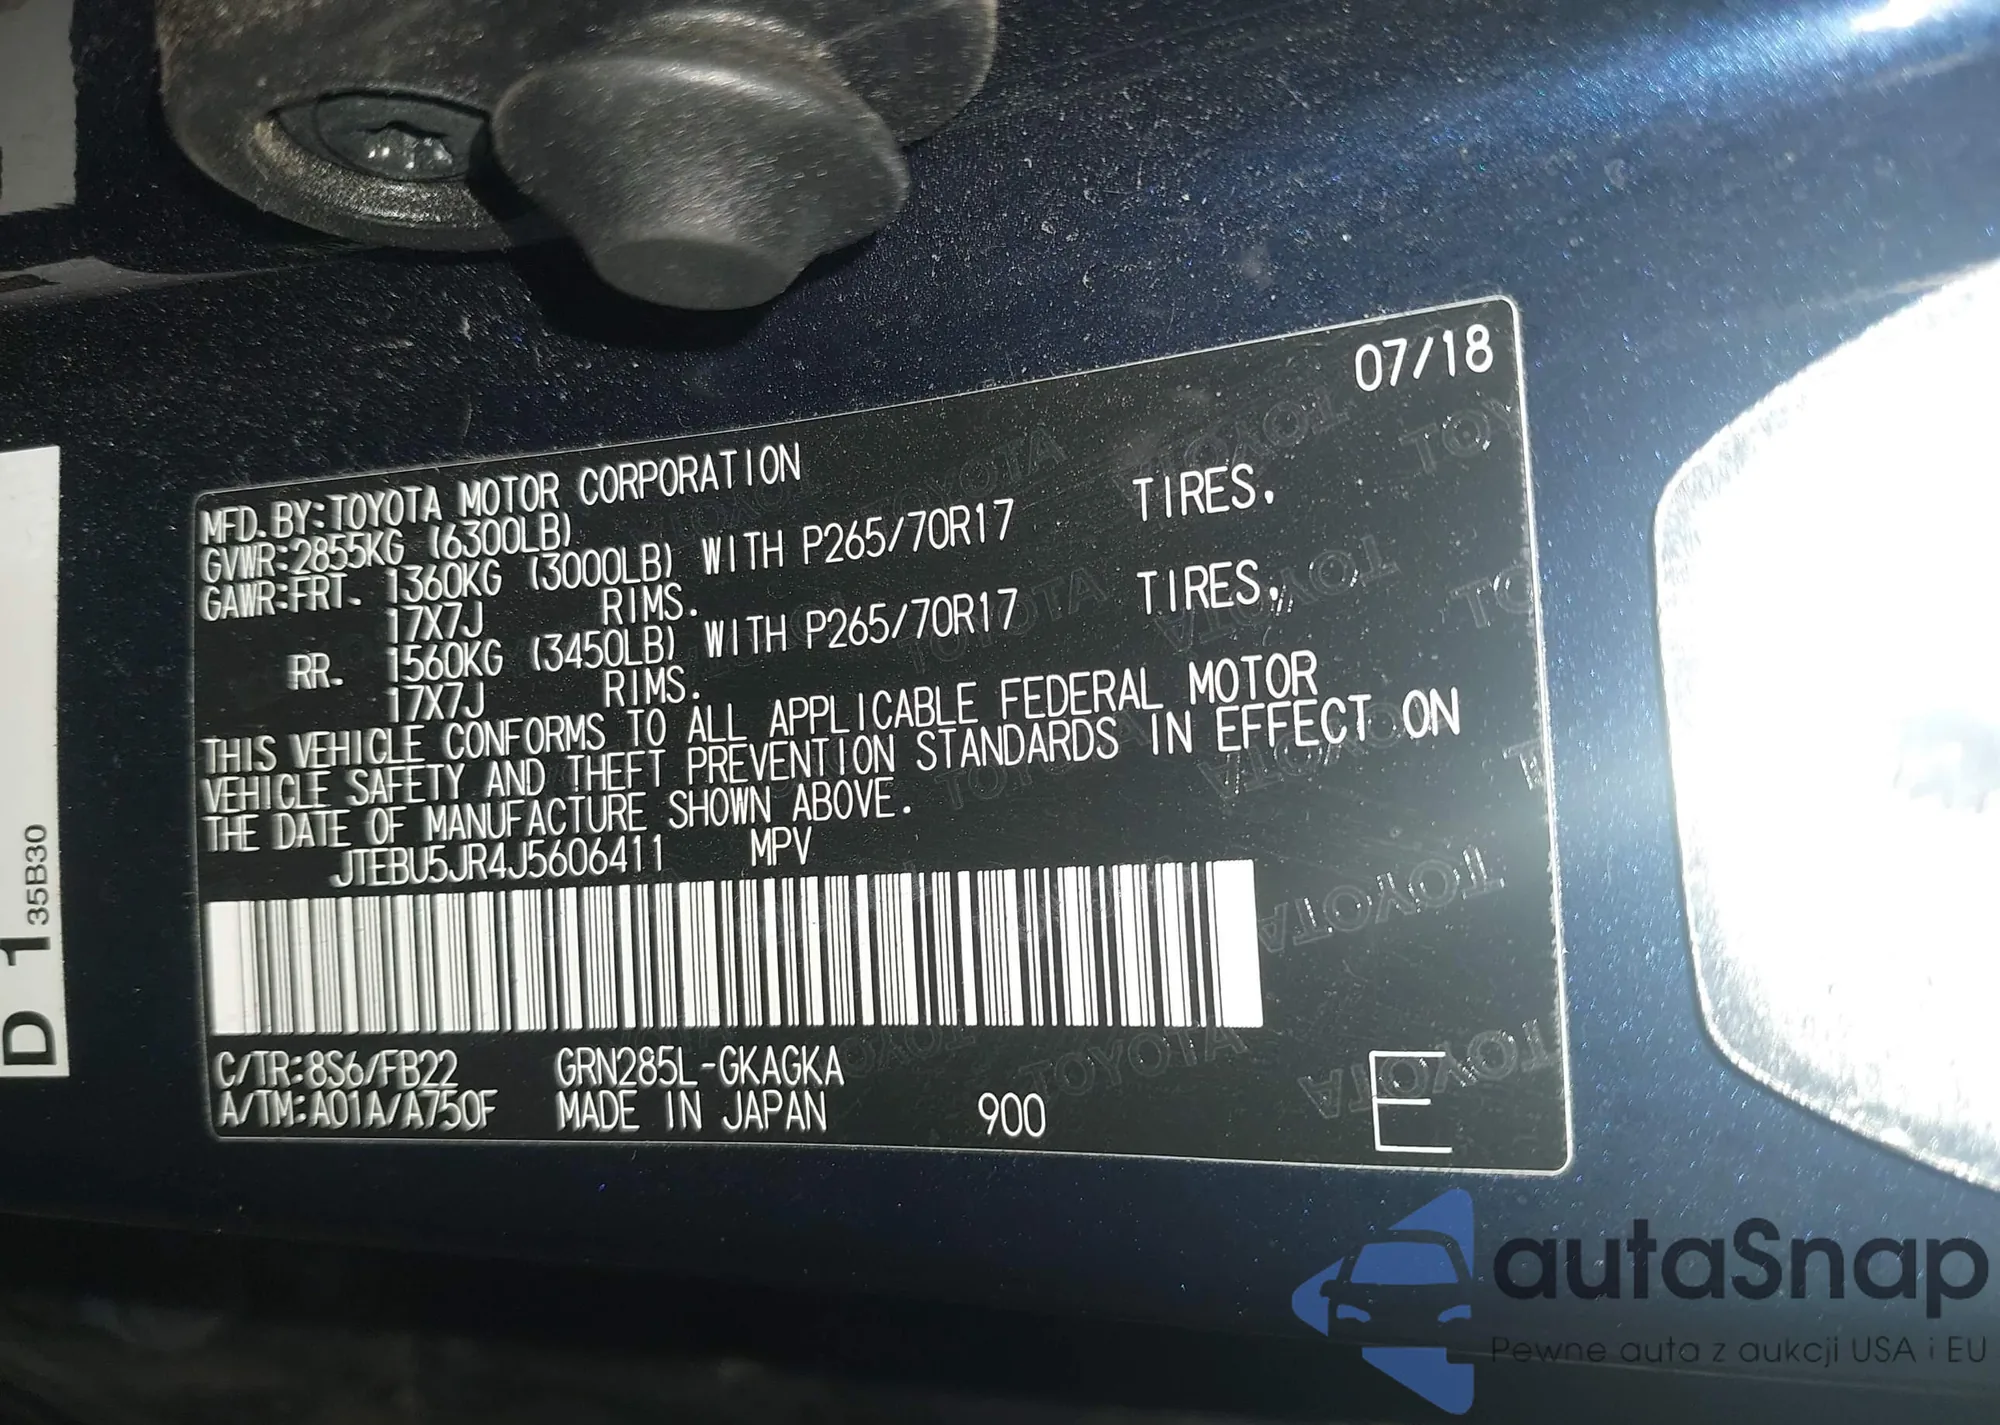 07/18
MFD. BY: TOYOTA MOTOR CORPORATION
GVWR: 2855KG (6300LB)
GAWR: FRT. 1360KG (3000LB) WITH P265/70R17 TIRES.
17X7J RIMS.
RR. 1560KG (3450LB) WITH P265/70R17 TIRES.
17X7J RIMS.
THIS VEHICLE CONFORMS TO ALL APPLICABLE FEDERAL MOTOR
VEHICLE SAFETY AND THEFT PREVENTION STANDARDS IN EFFECT ON
THE DATE OF MANUFACTURE SHOWN ABOVE.
JTEBU5JR4J5606411 MPV
C/TR: 8S6/FB22 GRN285L-GKAGKA
A/TM: A01A/A750F MADE IN JAPAN 900 E
D 1 35B30
autaSnap
Pewne auta z aukcji USA i EU